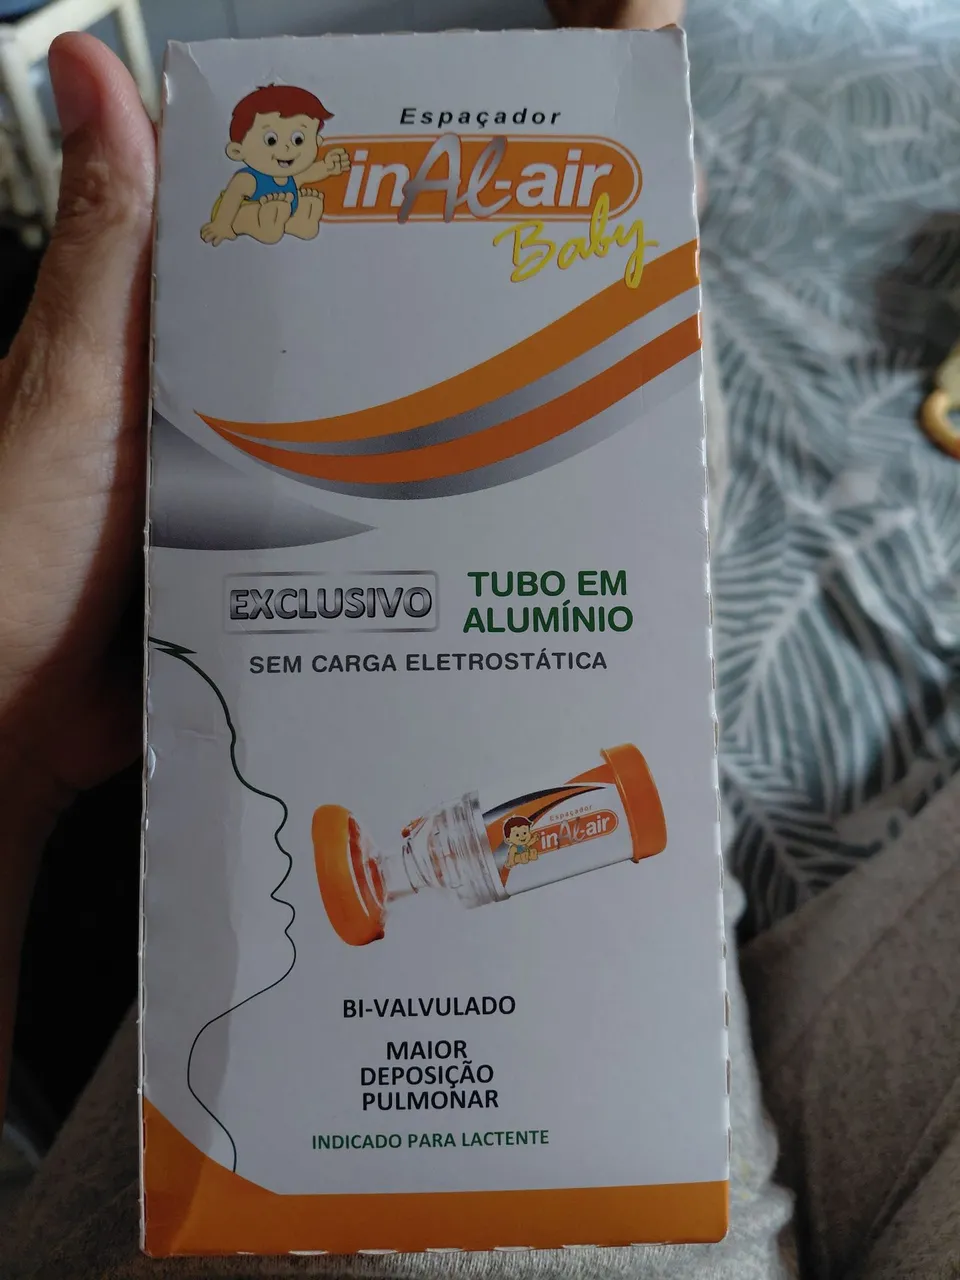 Espaçador
inAl-air
Baby
EXCLUSIVO
TUBO EM
ALUMÍNIO
SEM CARGA ELETROSTÁTICA
Espaçador
inAl-air
BI-VALVULADO
MAIOR
DEPOSIÇÃO
PULMONAR
INDICADO PARA LACTENTE